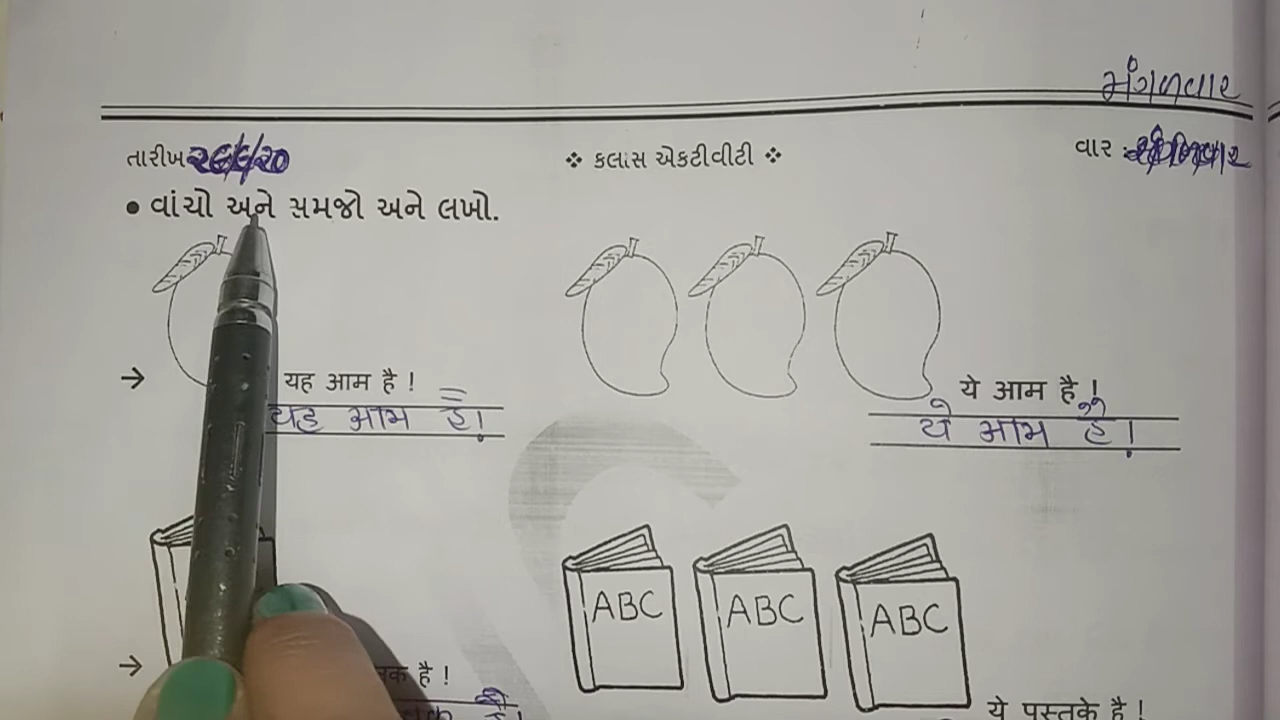 મંગળવાર
તારીખ
❖ કલાસ એકટીવીટી ❖
વાર :
• વાંચો અને સમજો અને લખો.
→ यह आम है !
यह आम है!
ये आम है !
ये आम हैं!
ABC ABC ABC
→ है !
ये पुस्तके है !